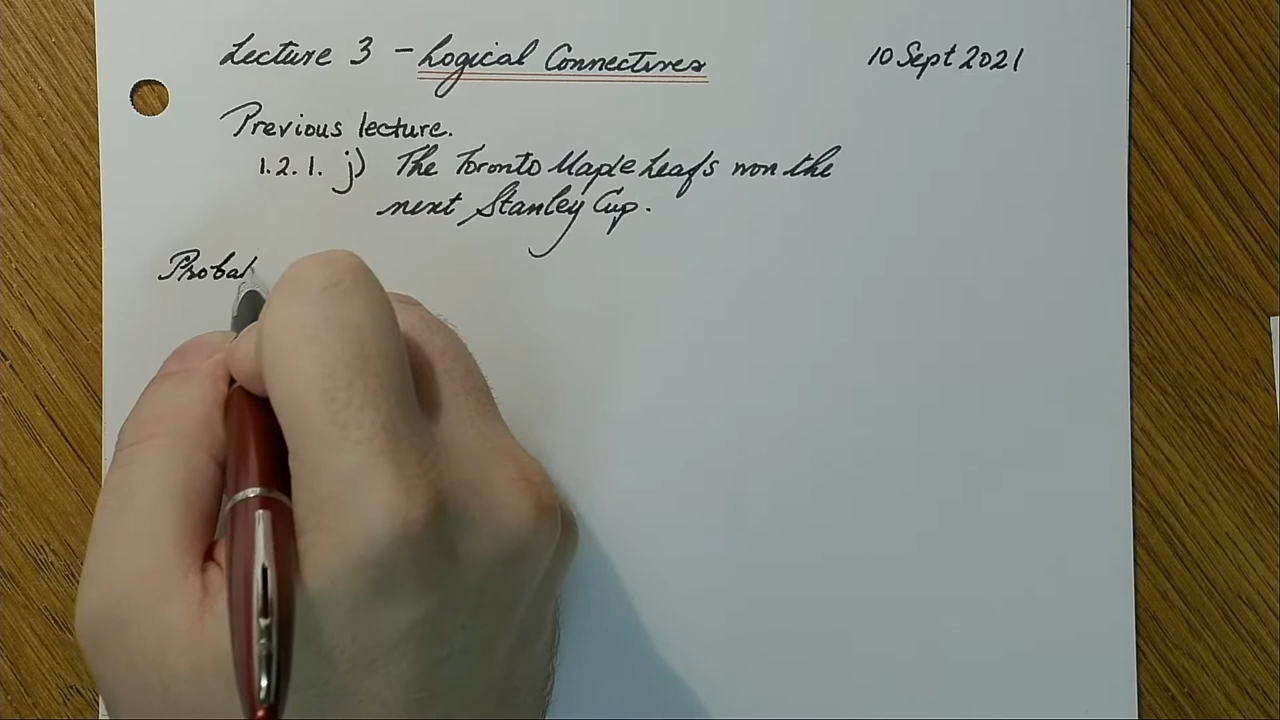 Lecture 3 - Logical Connectives 10 Sept 2021
Previous lecture.
1.2.1. j) The Toronto Maple Leafs won the
next Stanley Cup.
Probab